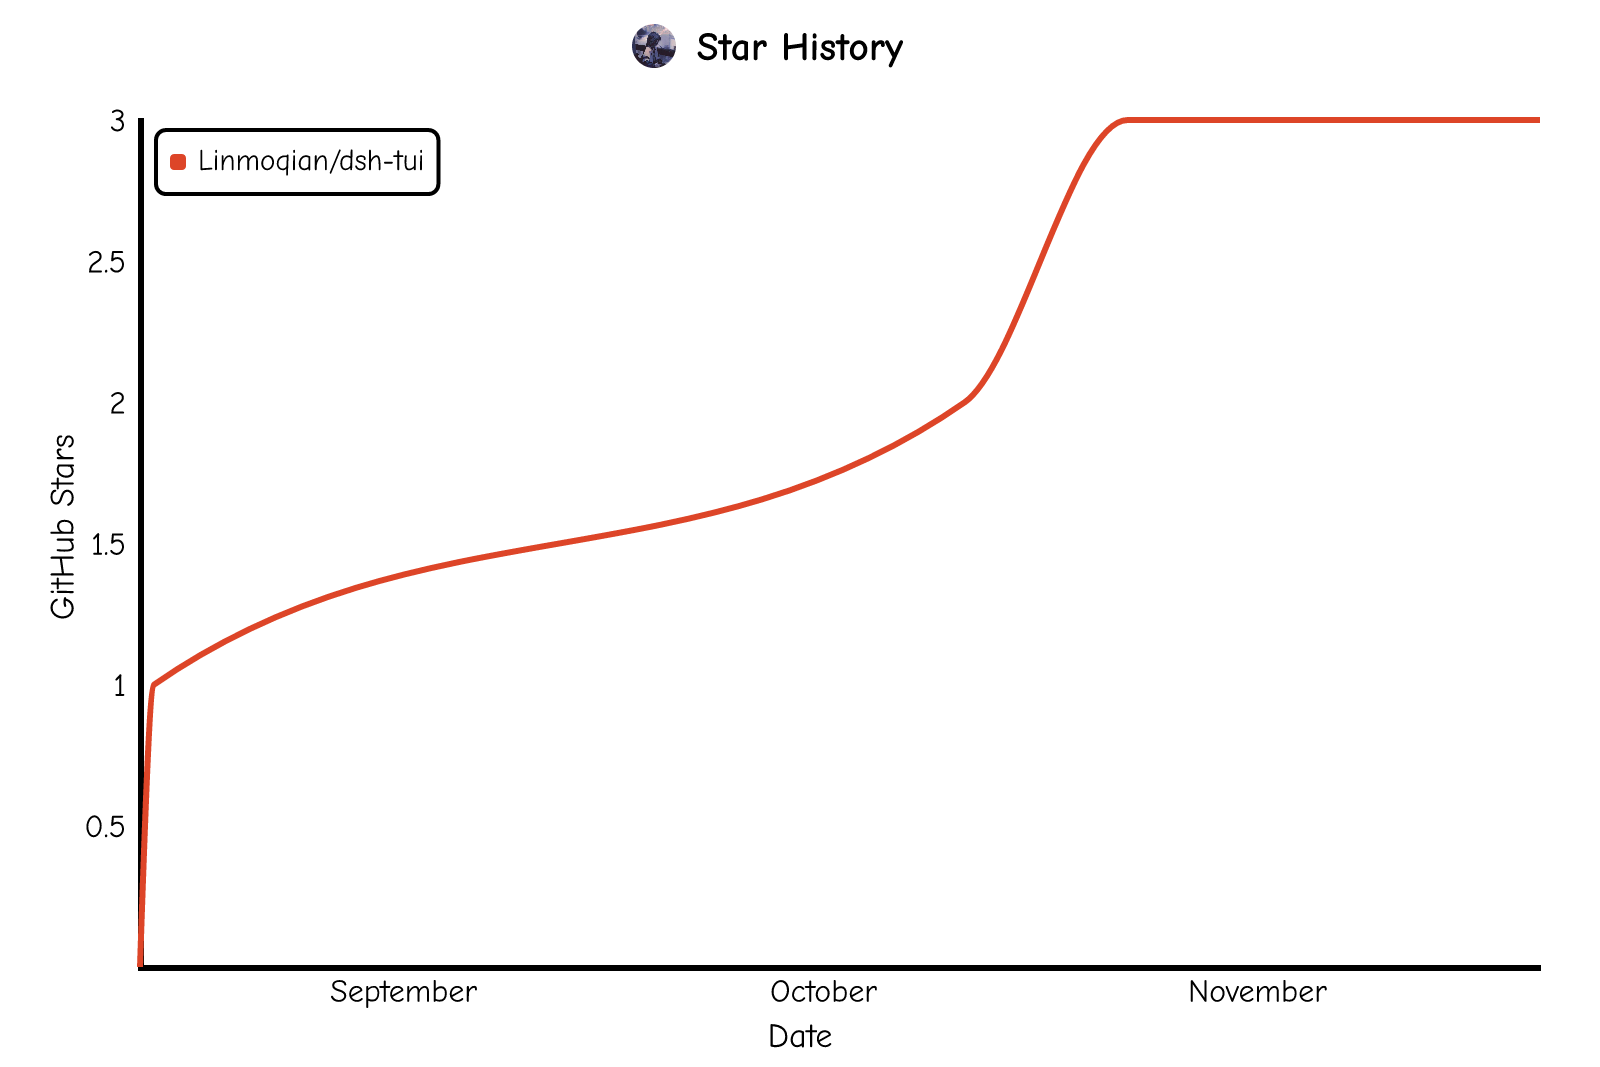 Star History
Linmoqian/dsh-tui
3
2.5
2
1.5
1
0.5
GitHub Stars
September
October
November
Date